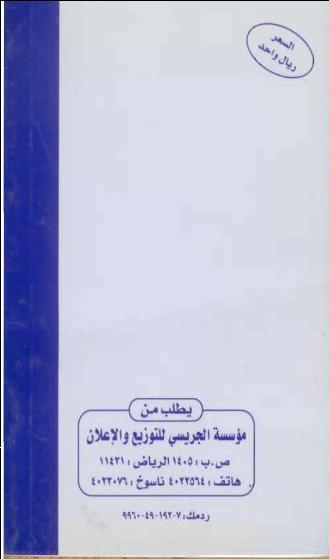 السعر
ريال واحد
يطلب من
مؤسسة الجريسي للتوزيع والإعلان
ص.ب: ١٤٠٥ الرياض: ١١٤٣١
هاتف: ٤٠٢٢٥٦٤ ناسوخ: ٤٠٢٣٠٧٦
ردمك: ٧-١٩٣-٤٩-٩٩٦٠